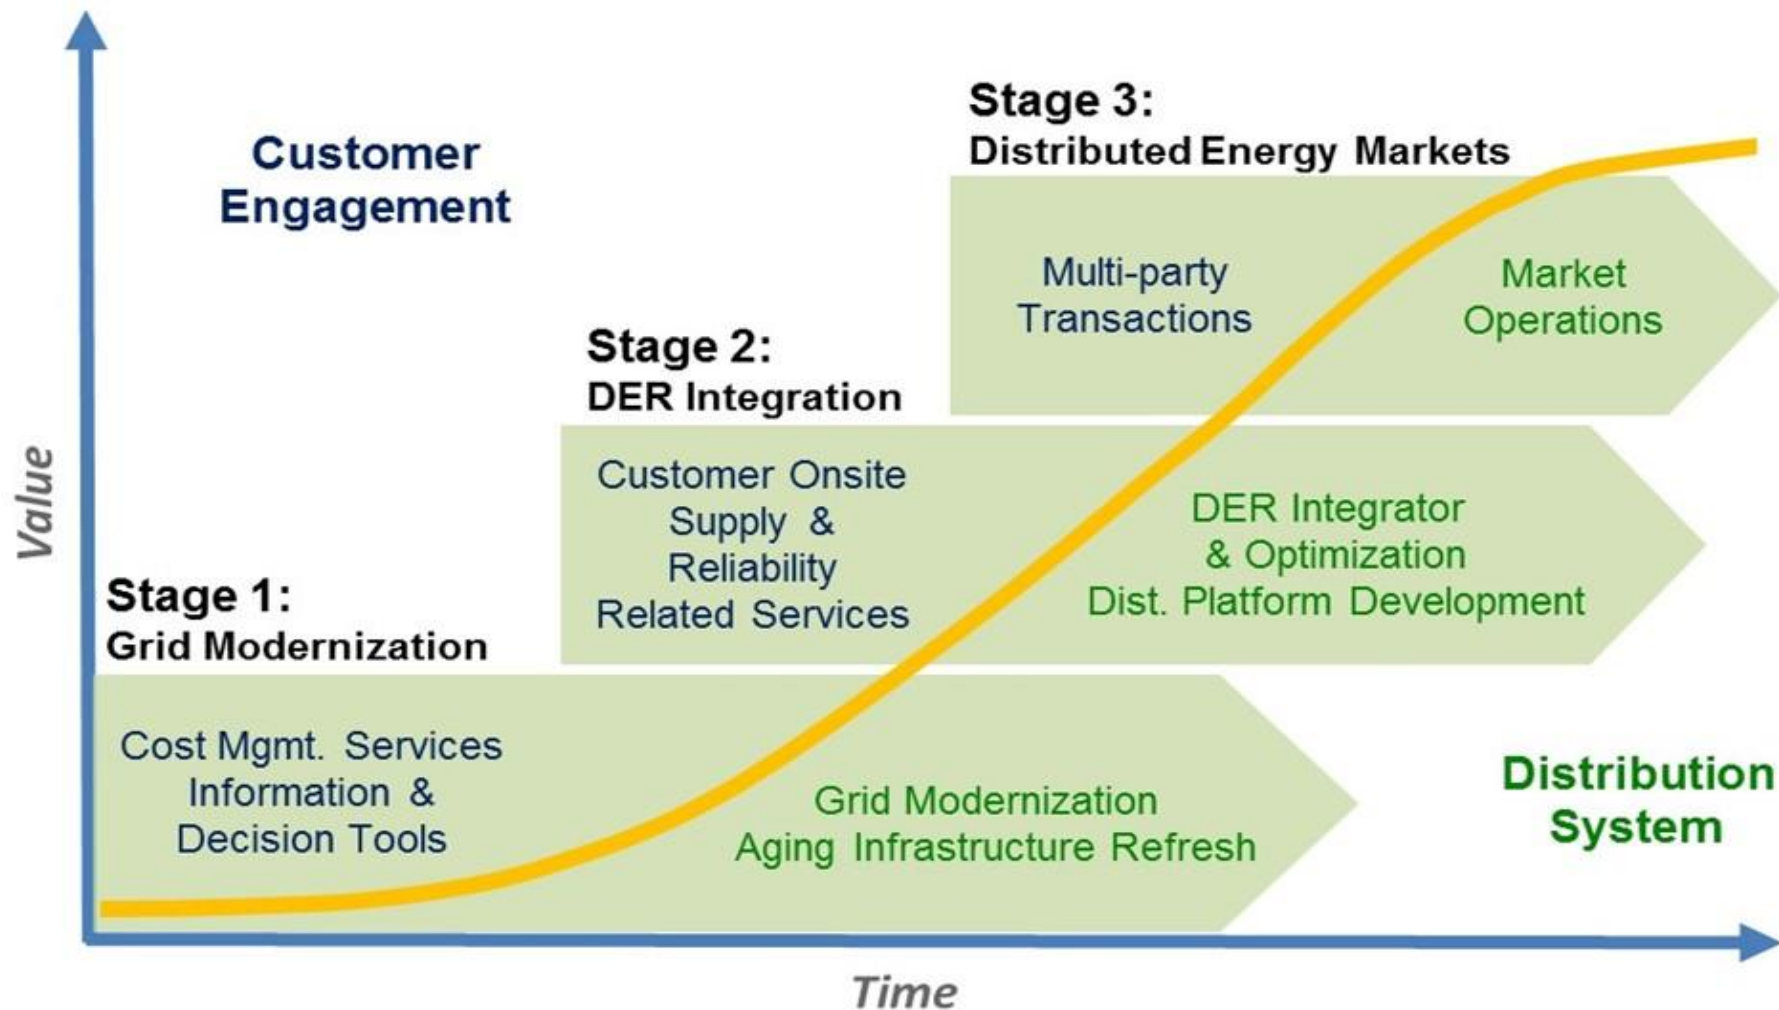 Customer
Engagement
Stage 3:
Distributed Energy Markets
Multi-party
Transactions
Market
Operations
Stage 2:
DER Integration
Customer Onsite
Supply &
Reliability
Related Services
DER Integrator
& Optimization
Dist. Platform Development
Value
Stage 1:
Grid Modernization
Cost Mgmt. Services
Information &
Decision Tools
Grid Modernization
Aging Infrastructure Refresh
Distribution
System
Time